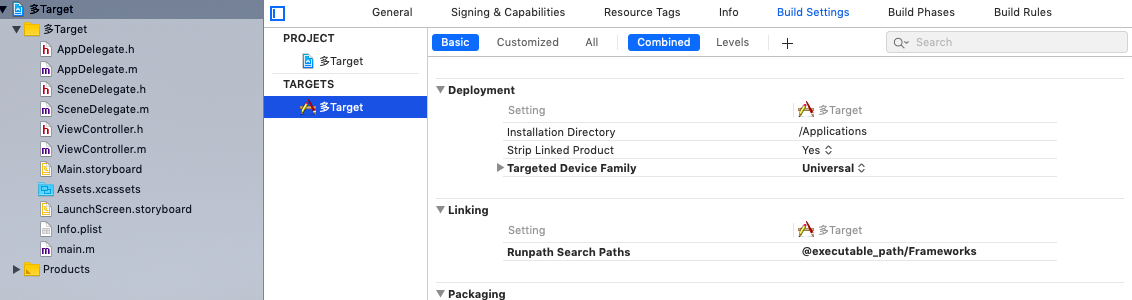 多Target
多Target
AppDelegate.h
AppDelegate.m
SceneDelegate.h
SceneDelegate.m
ViewController.h
ViewController.m
Main.storyboard
Assets.xcassets
LaunchScreen.storyboard
Info.plist
main.m
Products
General Signing & Capabilities Resource Tags Info Build Settings Build Phases Build Rules
PROJECT
多Target
TARGETS
多Target
Basic Customized All Combined Levels + Search
Deployment
Setting 多Target
Installation Directory /Applications
Strip Linked Product Yes
Targeted Device Family Universal
Linking
Setting 多Target
Runpath Search Paths @executable_path/Frameworks
Packaging